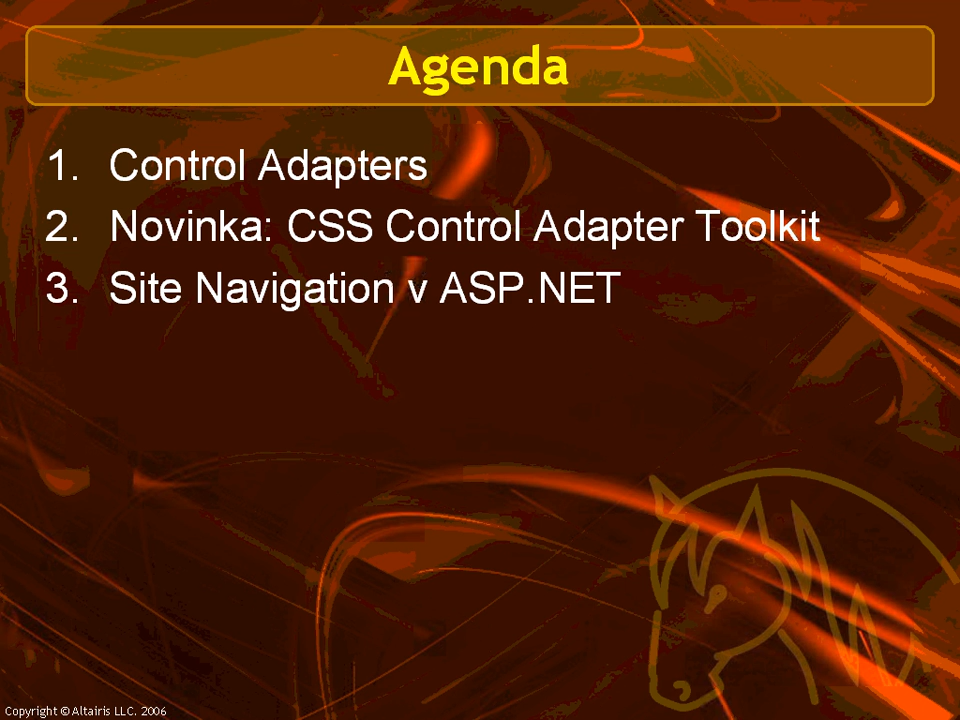 Agenda
1. Control Adapters
2. Novinka: CSS Control Adapter Toolkit
3. Site Navigation v ASP.NET
Copyright © Altairis LLC. 2006